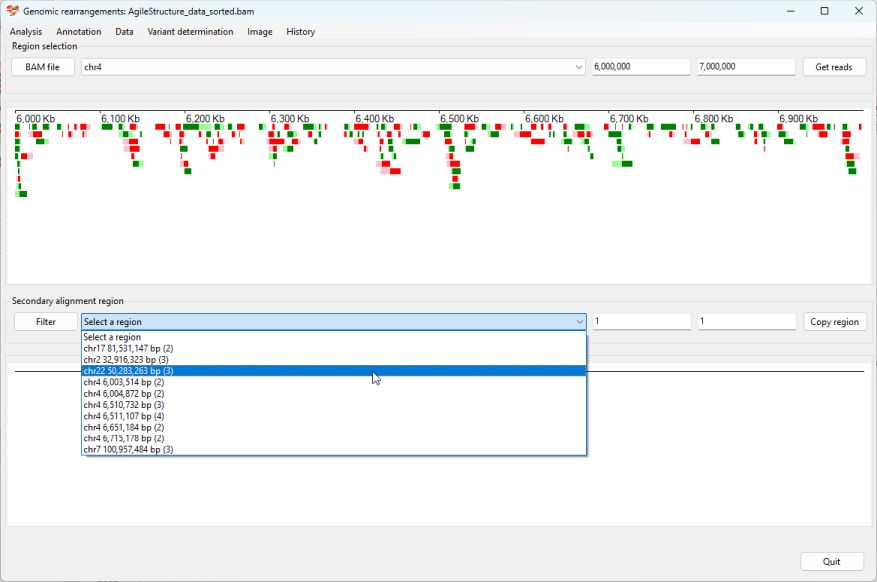 Genomic rearrangements: AgileStructure_data_sorted.bam
Analysis Annotation Data Variant determination Image History
Region selection
BAM file chr4 6,000,000 7,000,000 Get reads
6,000 Kb 6,100 Kb 6,200 Kb 6,300 Kb 6,400 Kb 6,500 Kb 6,600 Kb 6,700 Kb 6,800 Kb 6,900 Kb
Secondary alignment region
Filter Select a region 1 1 Copy region
Select a region
chr17 81,531,147 bp (2)
chr2 32,916,323 bp (3)
chr22 50,283,263 bp (3)
chr4 6,003,514 bp (2)
chr4 6,004,872 bp (2)
chr4 6,510,732 bp (3)
chr4 6,511,107 bp (4)
chr4 6,651,184 bp (2)
chr4 6,715,178 bp (2)
chr7 100,957,484 bp (3)
Quit